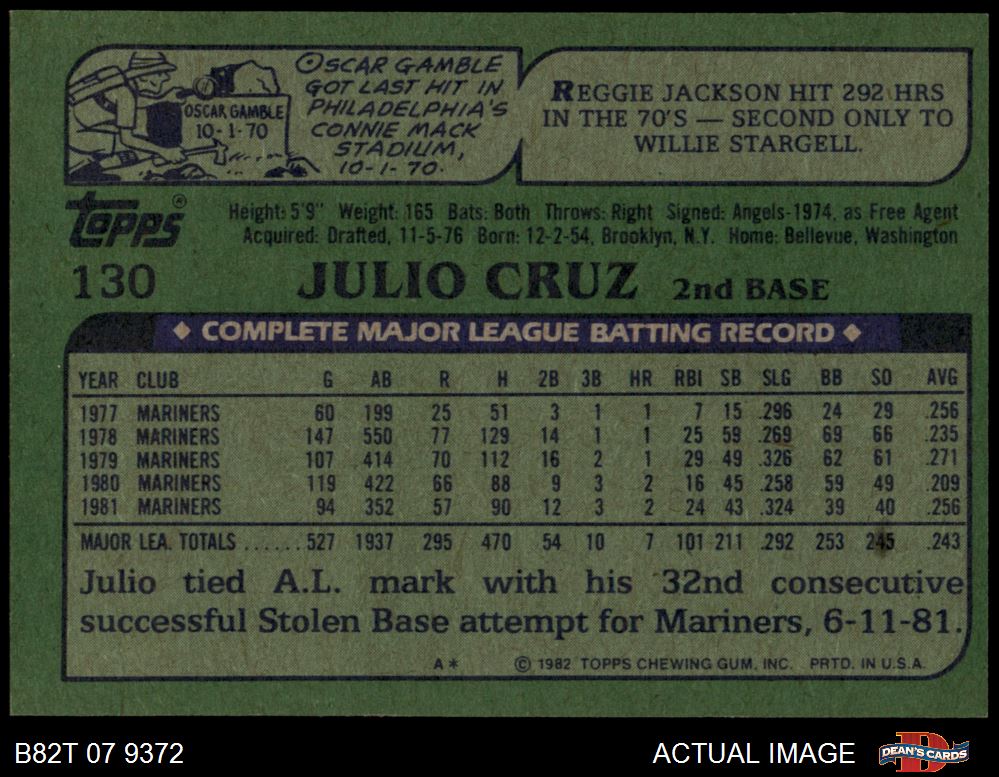 OSCAR GAMBLE
10-1-70
OSCAR GAMBLE
GOT LAST HIT IN
PHILADELPHIA'S
CONNIE MACK
STADIUM,
10-1-70.
REGGIE JACKSON HIT 292 HRS
IN THE 70'S — SECOND ONLY TO
WILLIE STARGELL.
TOPPS®
Height: 5'9" Weight: 165 Bats: Both Throws: Right Signed: Angels-1974, as Free Agent
Acquired: Drafted, 11-5-76 Born: 12-2-54, Brooklyn, N.Y. Home: Bellevue, Washington
130 JULIO CRUZ 2nd BASE
◆ COMPLETE MAJOR LEAGUE BATTING RECORD ◆
YEAR CLUB G AB R H 2B 3B HR RBI SB SLG BB SO AVG
1977 MARINERS 60 199 25 51 3 1 1 7 15 .296 24 29 .256
1978 MARINERS 147 550 77 129 14 1 1 25 59 .269 69 66 .235
1979 MARINERS 107 414 70 112 16 2 1 29 49 .326 62 61 .271
1980 MARINERS 119 422 66 88 9 3 2 16 45 .258 59 49 .209
1981 MARINERS 94 352 57 90 12 3 2 24 43 .324 39 40 .256
MAJOR LEA. TOTALS ......527 1937 295 470 54 10 7 101 211 .292 253 245 .243
Julio tied A.L. mark with his 32nd consecutive
successful Stolen Base attempt for Mariners, 6-11-81.
A* © 1982 TOPPS CHEWING GUM, INC. PRTD. IN U.S.A.
B82T 07 9372 ACTUAL IMAGE DEAN'S CARDS